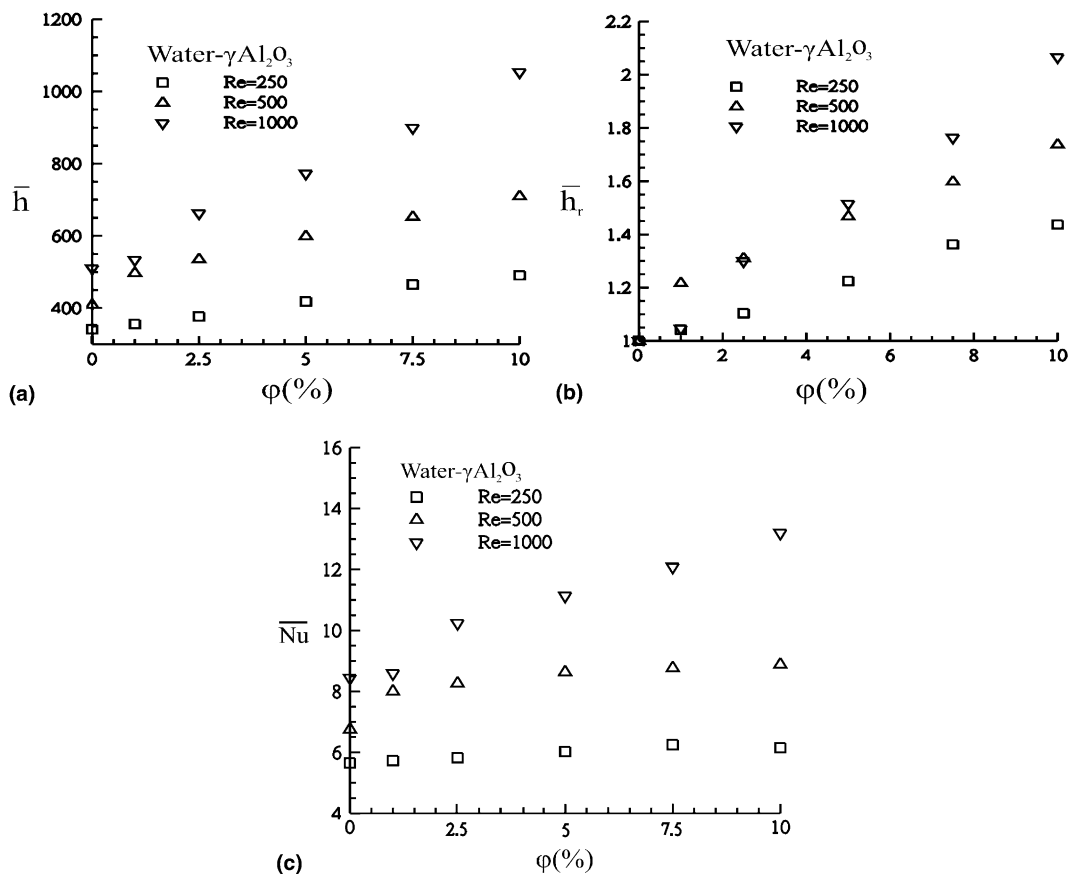 1200
1000
800
600
400
h̅
Water-γAl₂O₃
Re=250
Re=500
Re=1000
0 2.5 5 7.5 10
(a)
φ(%)
2.2
2
1.8
1.6
1.4
1.2
1
h̅ᵣ
Water-γAl₂O₃
Re=250
Re=500
Re=1000
0 2 4 6 8 10
(b)
φ(%)
16
14
12
10
8
6
4
N̅u̅
Water-γAl₂O₃
Re=250
Re=500
Re=1000
0 2.5 5 7.5 10
(c)
φ(%)